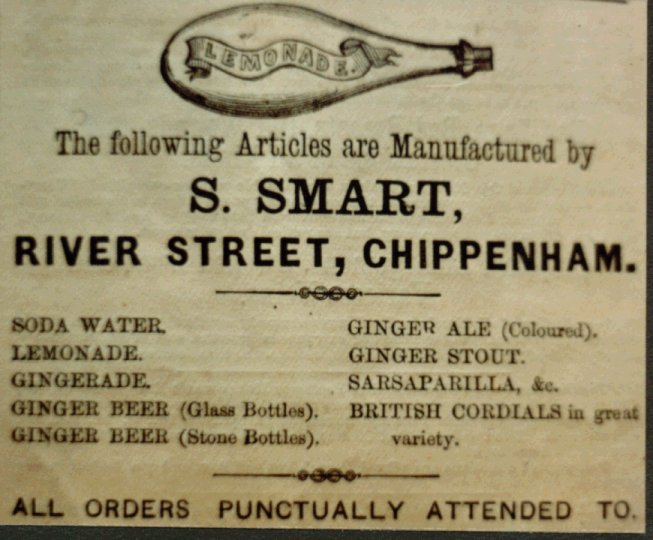 LEMONADE.
The following Articles are Manufactured by
S. SMART,
RIVER STREET, CHIPPENHAM.
SODA WATER.
LEMONADE.
GINGERADE.
GINGER BEER (Glass Bottles).
GINGER BEER (Stone Bottles).
GINGER ALE (Coloured).
GINGER STOUT.
SARSAPARILLA, &c.
BRITISH CORDIALS in great
variety.
ALL ORDERS PUNCTUALLY ATTENDED TO.